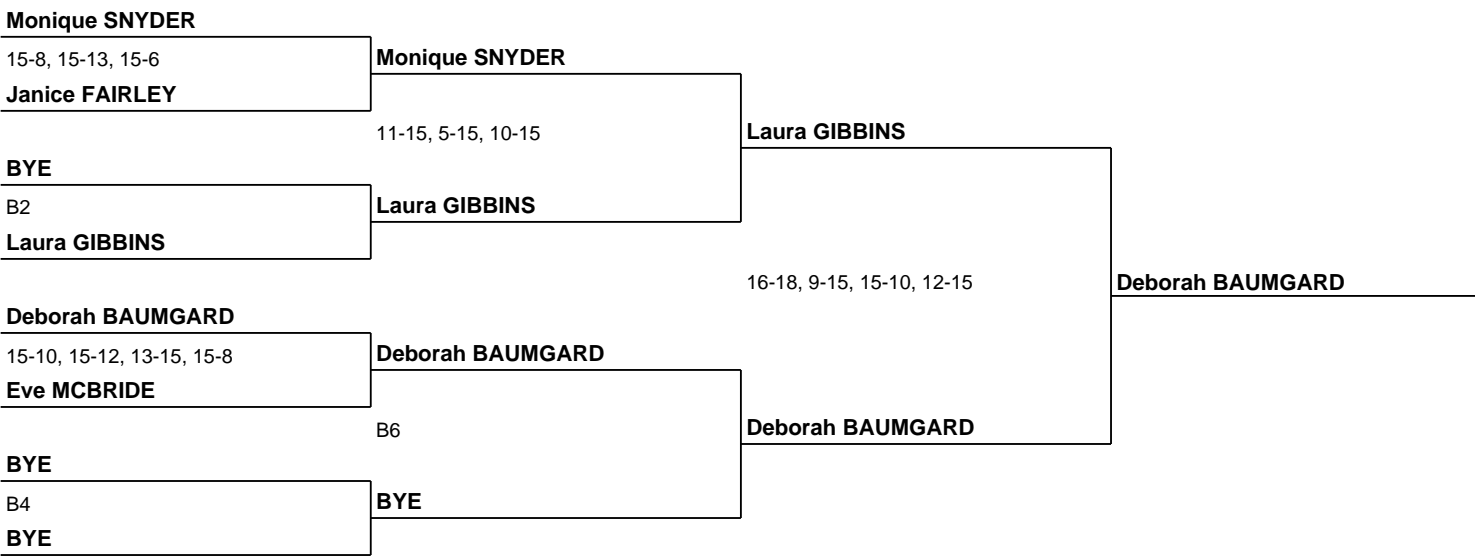 Monique SNYDER
15-8, 15-13, 15-6
Monique SNYDER
Janice FAIRLEY
11-15, 5-15, 10-15
Laura GIBBINS
BYE
B2
Laura GIBBINS
Laura GIBBINS
16-18, 9-15, 15-10, 12-15
Deborah BAUMGARD
Deborah BAUMGARD
15-10, 15-12, 13-15, 15-8
Deborah BAUMGARD
Eve MCBRIDE
B6
Deborah BAUMGARD
BYE
B4
BYE
BYE